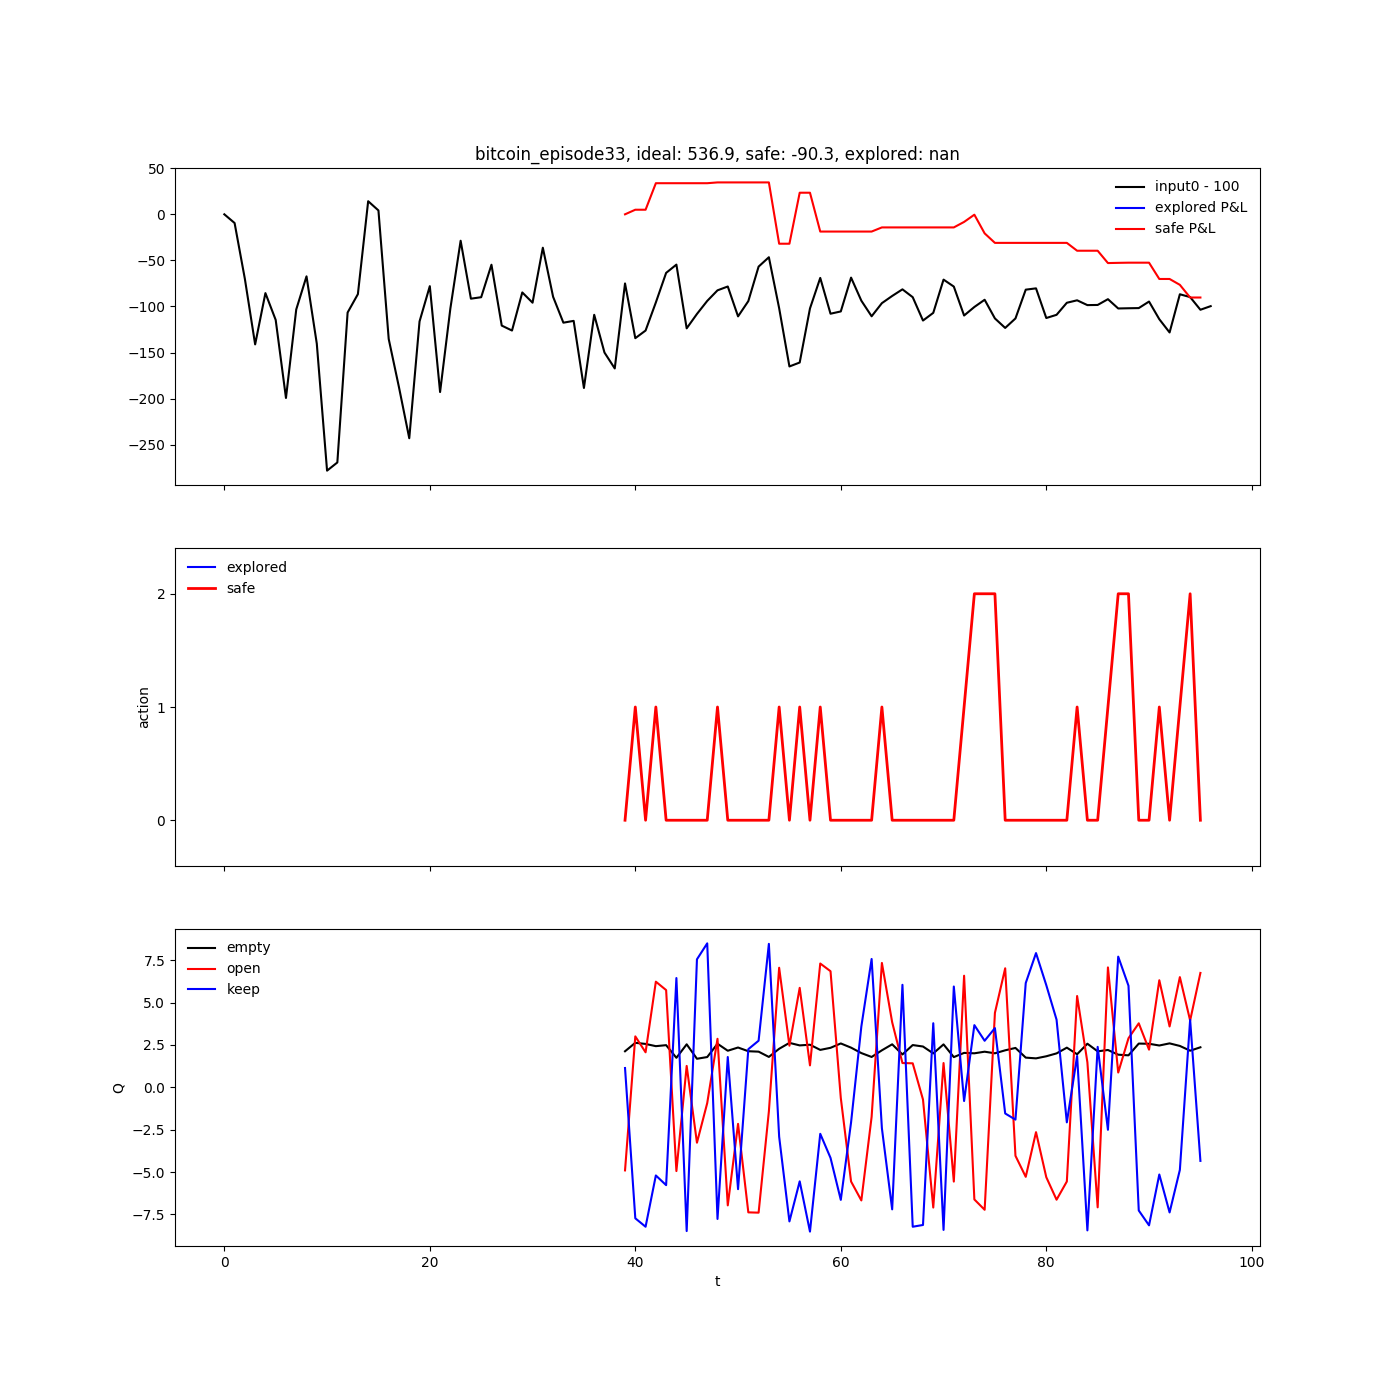 bitcoin_episode33, ideal: 536.9, safe: -90.3, explored: nan
50
0
−50
−100
−150
−200
−250
input0 - 100
explored P&L
safe P&L
explored
safe
2
1
0
action
empty
open
keep
7.5
5.0
2.5
0.0
−2.5
−5.0
−7.5
Q
0 20 40 60 80 100
t